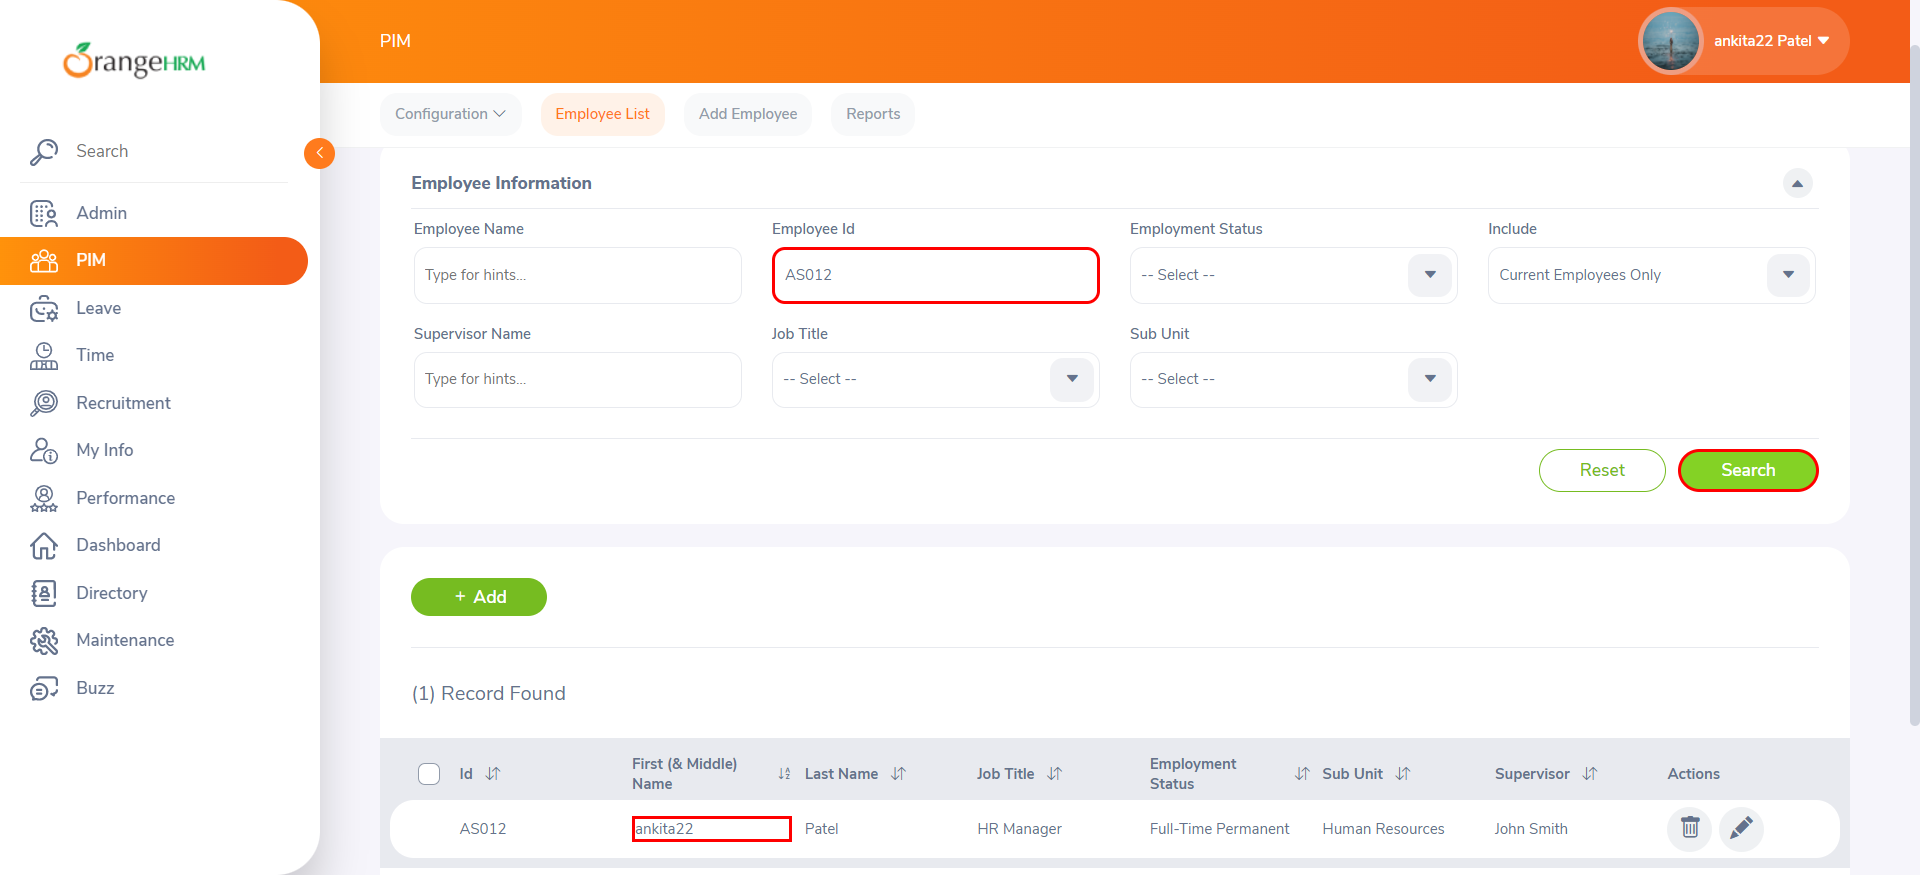 OrangeHRM
PIM
ankita22 Patel
Search
Admin
PIM
Leave
Time
Recruitment
My Info
Performance
Dashboard
Directory
Maintenance
Buzz
Configuration
Employee List
Add Employee
Reports
Employee Information
Employee Name
Employee Id
Employment Status
Include
Type for hints...
AS012
-- Select --
Current Employees Only
Supervisor Name
Job Title
Sub Unit
Type for hints...
-- Select --
-- Select --
Reset
Search
+ Add
(1) Record Found
Id
First (& Middle)
Name
Last Name
Job Title
Employment
Status
Sub Unit
Supervisor
Actions
AS012
ankita22
Patel
HR Manager
Full-Time Permanent
Human Resources
John Smith